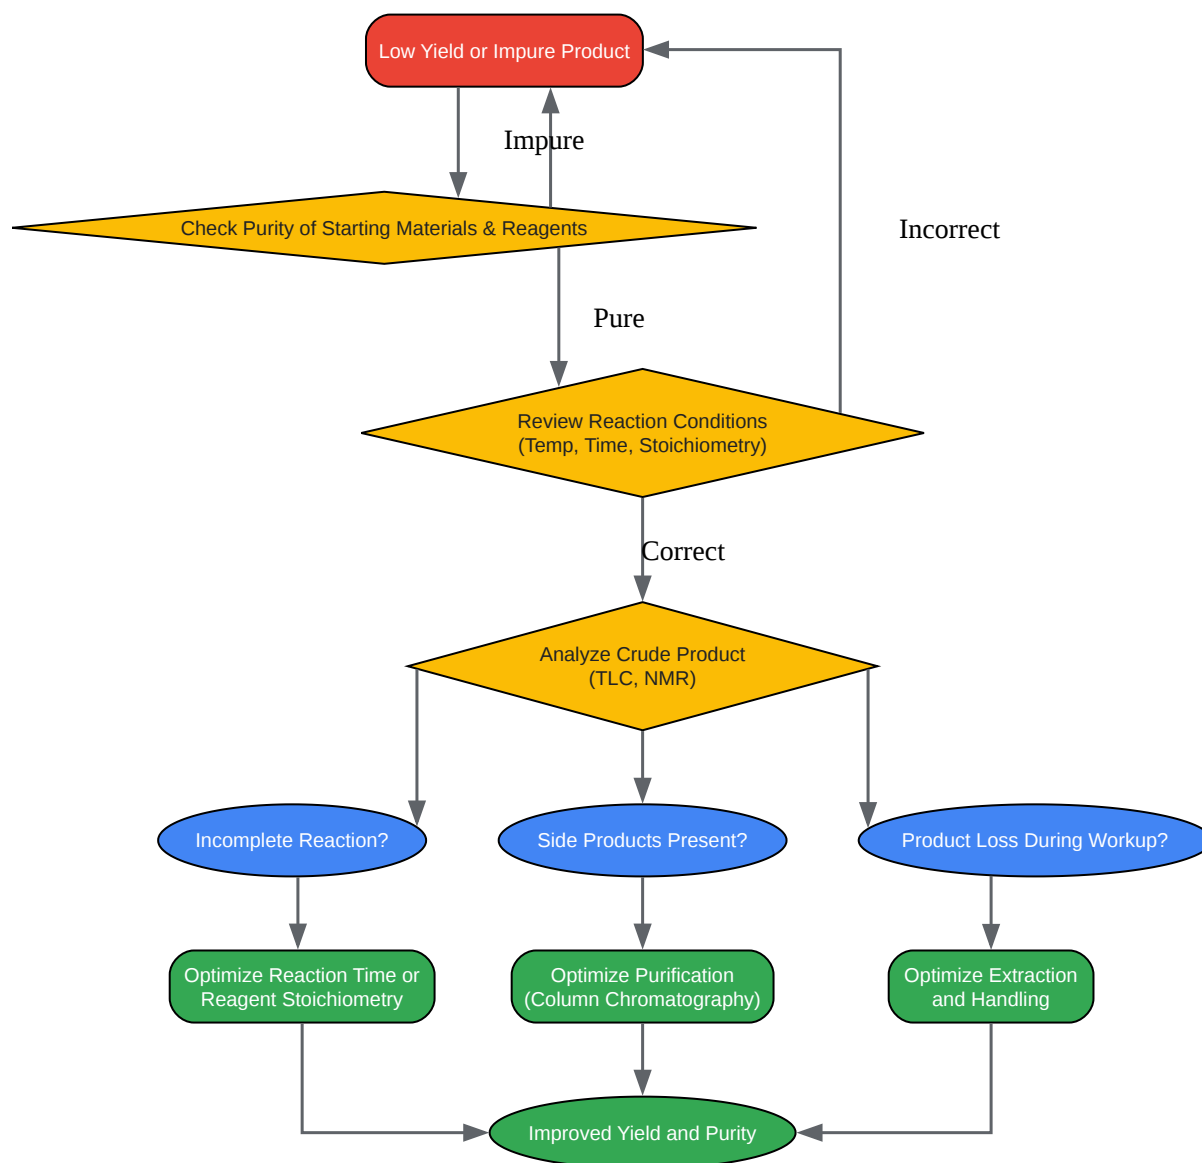 Low Yield or Impure Product
Impure
Check Purity of Starting Materials & Reagents
Incorrect
Pure
Review Reaction Conditions
(Temp, Time, Stoichiometry)
Correct
Analyze Crude Product
(TLC, NMR)
Incomplete Reaction?
Side Products Present?
Product Loss During Workup?
Optimize Reaction Time or
Reagent Stoichiometry
Optimize Purification
(Column Chromatography)
Optimize Extraction
and Handling
Improved Yield and Purity